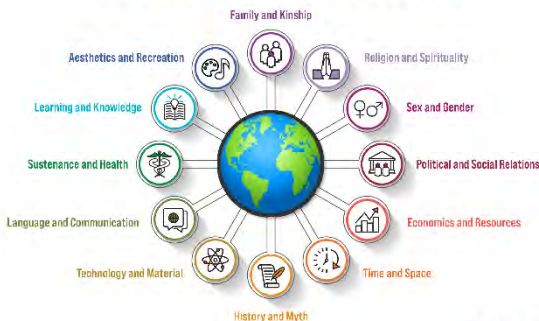 Family and Kinship
Aesthetics and Recreation
Religion and Spirituality
Learning and Knowledge
Sex and Gender
Sustenance and Health
Political and Social Relations
Language and Communication
Economics and Resources
Technology and Material
Time and Space
History and Myth